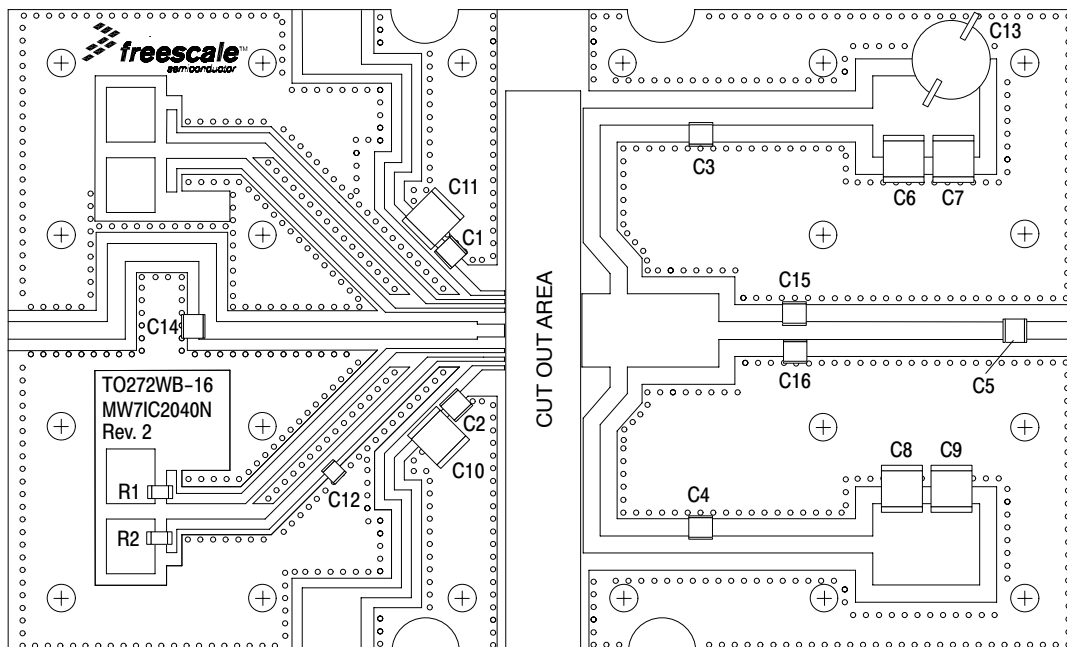 freescale™
semiconductor
C13
C3
C6
C7
C11
C1
C15
C14
CUT OUT AREA
C16
C5
TO272WB-16
MW7IC2040N
Rev. 2
C2
C10
C8
C9
R1
C12
C4
R2